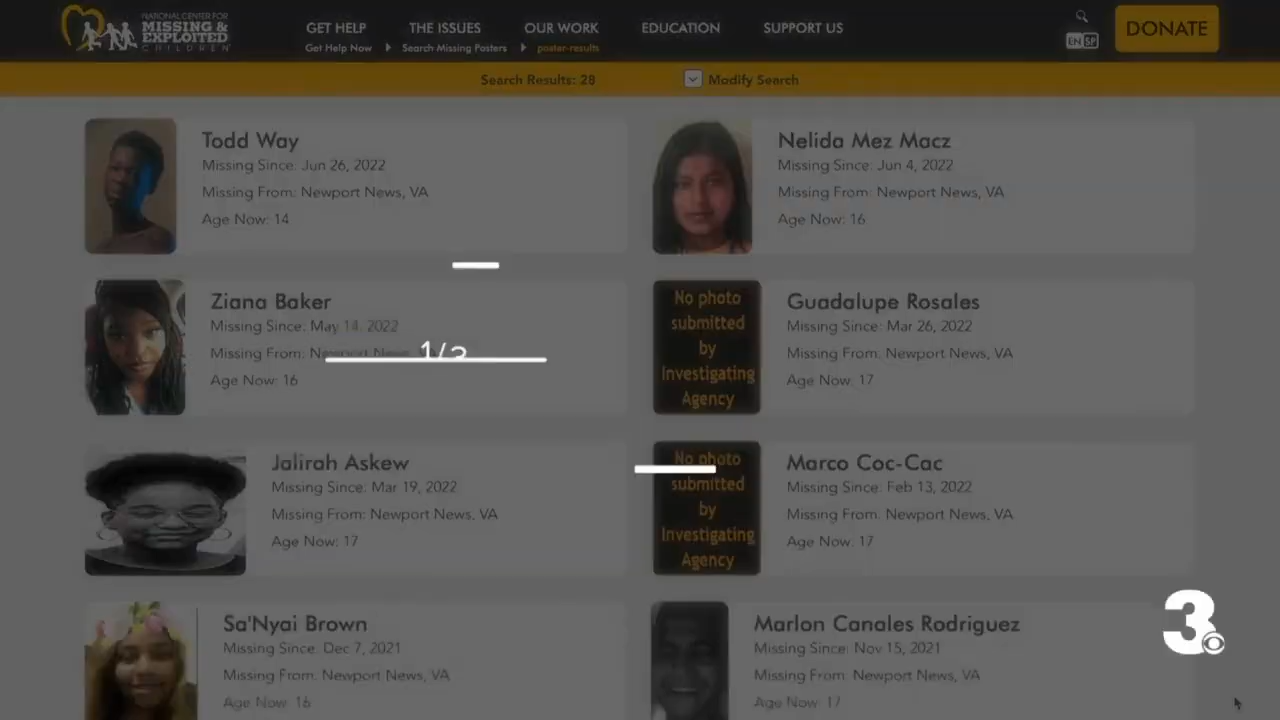 NATIONAL CENTER FOR
MISSING &
EXPLOITED
CHILDREN
GET HELP
THE ISSUES
OUR WORK
EDUCATION
SUPPORT US
EN SP
DONATE
Get Help Now
Search Missing Posters
poster-results
Search Results: 28
Modify Search
Todd Way
Missing Since: Jun 26, 2022
Missing From: Newport News, VA
Age Now: 14
Nelida Mez Macz
Missing Since: Jun 4, 2022
Missing From: Newport News, VA
Age Now: 16
Ziana Baker
Missing Since: May 14, 2022
Missing From: Newport News,
Age Now: 16
No photo
submitted
by
Investigating
Agency
Guadalupe Rosales
Missing Since: Mar 26, 2022
Missing From: Newport News, VA
Age Now: 17
Jalirah Askew
Missing Since: Mar 19, 2022
Missing From: Newport News, VA
Age Now: 17
No photo
submitted
by
Investigating
Agency
Marco Coc-Cac
Missing Since: Feb 13, 2022
Missing From: Newport News, VA
Age Now: 17
Sa'Nyai Brown
Missing Since: Dec 7, 2021
Missing From: Newport News, VA
Age Now: 16
Marlon Canales Rodriguez
Missing Since: Nov 15, 2021
Missing From: Newport News, VA
Age Now: 17
3